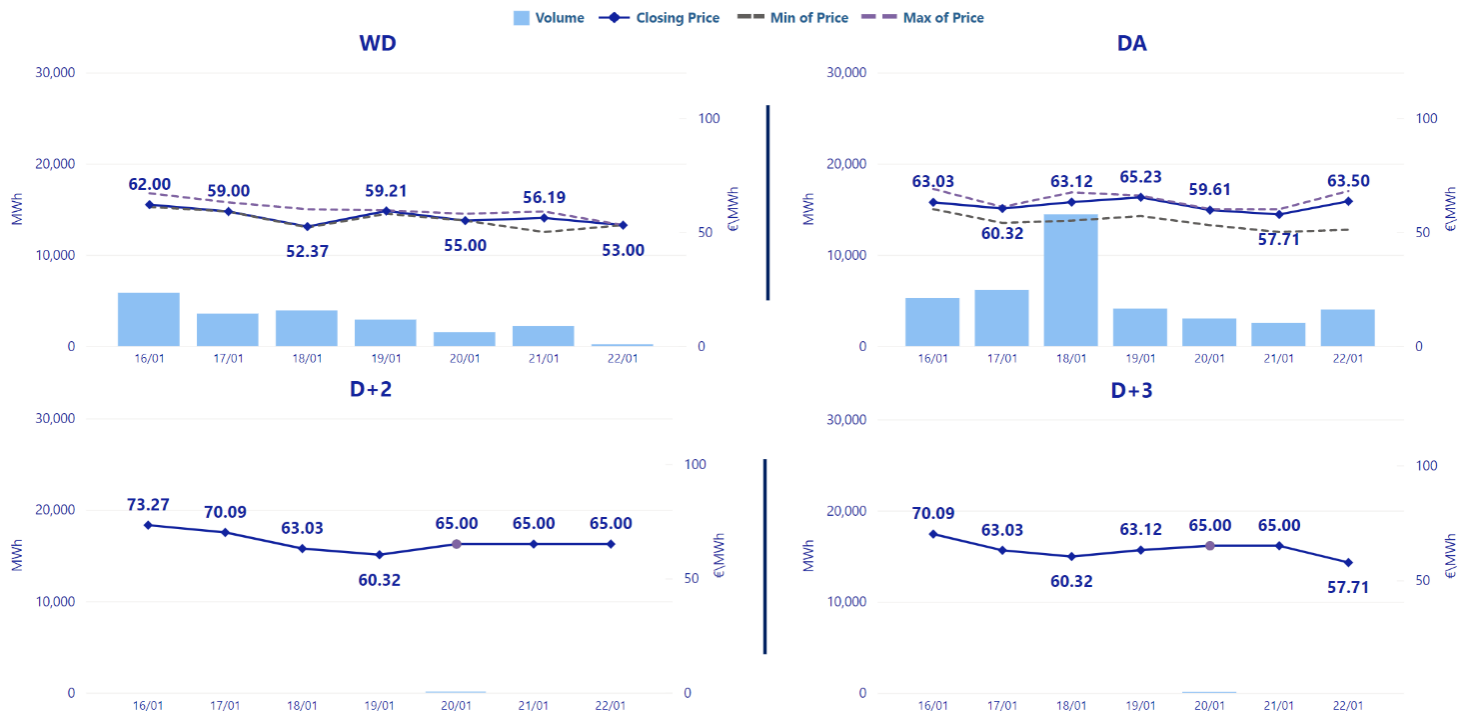 Volume Closing Price Min of Price Max of Price
WD
30,000
20,000
10,000
0
MWh
100
50
0
€\MWh
62.00 59.00 52.37 59.21 55.00 56.19 53.00
16/01 17/01 18/01 19/01 20/01 21/01 22/01
DA
30,000
20,000
10,000
0
MWh
100
50
0
€\MWh
63.03 60.32 63.12 65.23 59.61 57.71 63.50
16/01 17/01 18/01 19/01 20/01 21/01 22/01
D+2
30,000
20,000
10,000
0
MWh
100
50
0
€\MWh
73.27 70.09 63.03 60.32 65.00 65.00 65.00
16/01 17/01 18/01 19/01 20/01 21/01 22/01
D+3
30,000
20,000
10,000
0
MWh
100
50
0
€\MWh
70.09 63.03 60.32 63.12 65.00 65.00 57.71
16/01 17/01 18/01 19/01 20/01 21/01 22/01